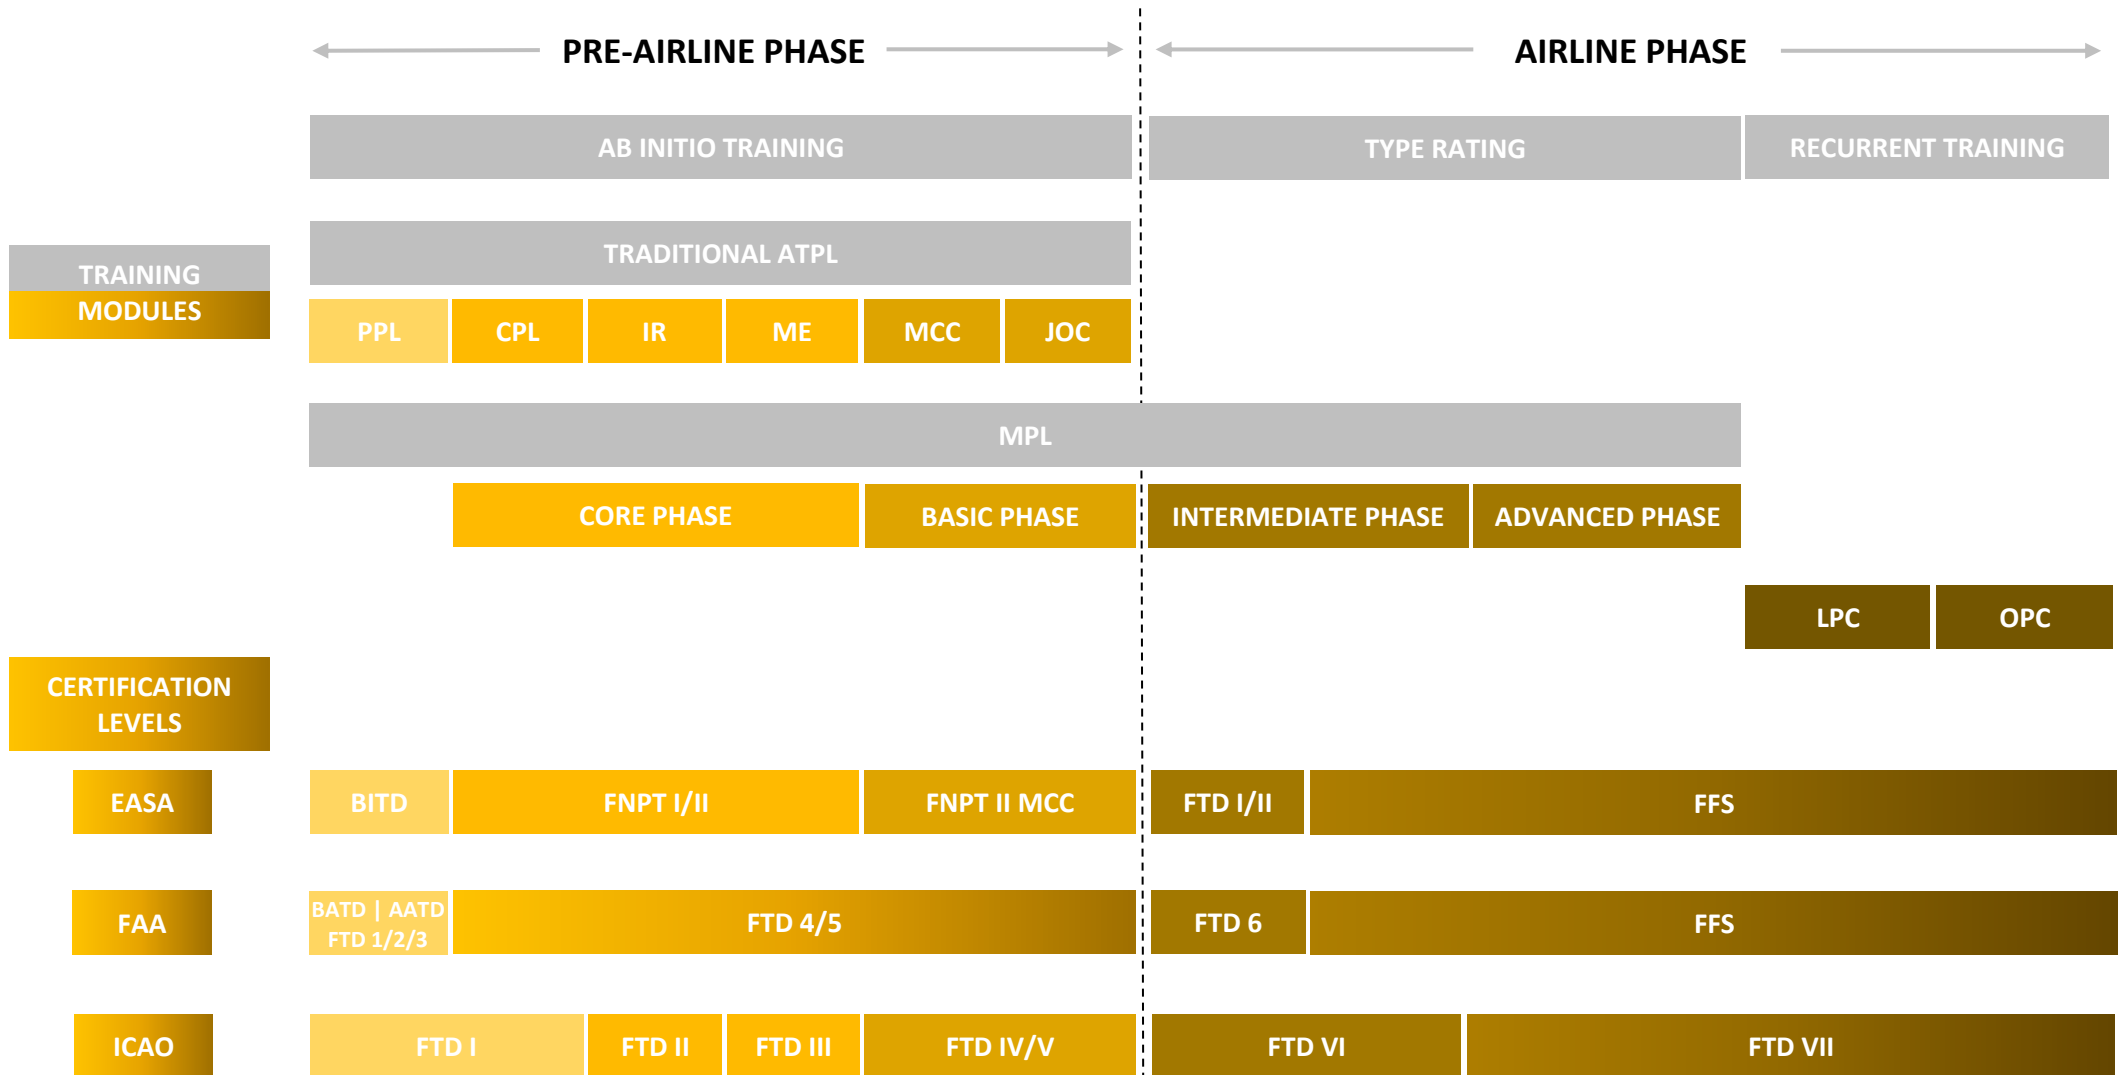 PRE-AIRLINE PHASE
AIRLINE PHASE
AB INITIO TRAINING
TYPE RATING
RECURRENT TRAINING
TRADITIONAL ATPL
TRAINING
MODULES
PPL
CPL
IR
ME
MCC
JOC
MPL
CORE PHASE
BASIC PHASE
INTERMEDIATE PHASE
ADVANCED PHASE
LPC
OPC
CERTIFICATION
LEVELS
EASA
BITD
FNPT I/II
FNPT II MCC
FTD I/II
FFS
FAA
BATD | AATD
FTD 1/2/3
FTD 4/5
FTD 6
FFS
ICAO
FTD I
FTD II
FTD III
FTD IV/V
FTD VI
FTD VII